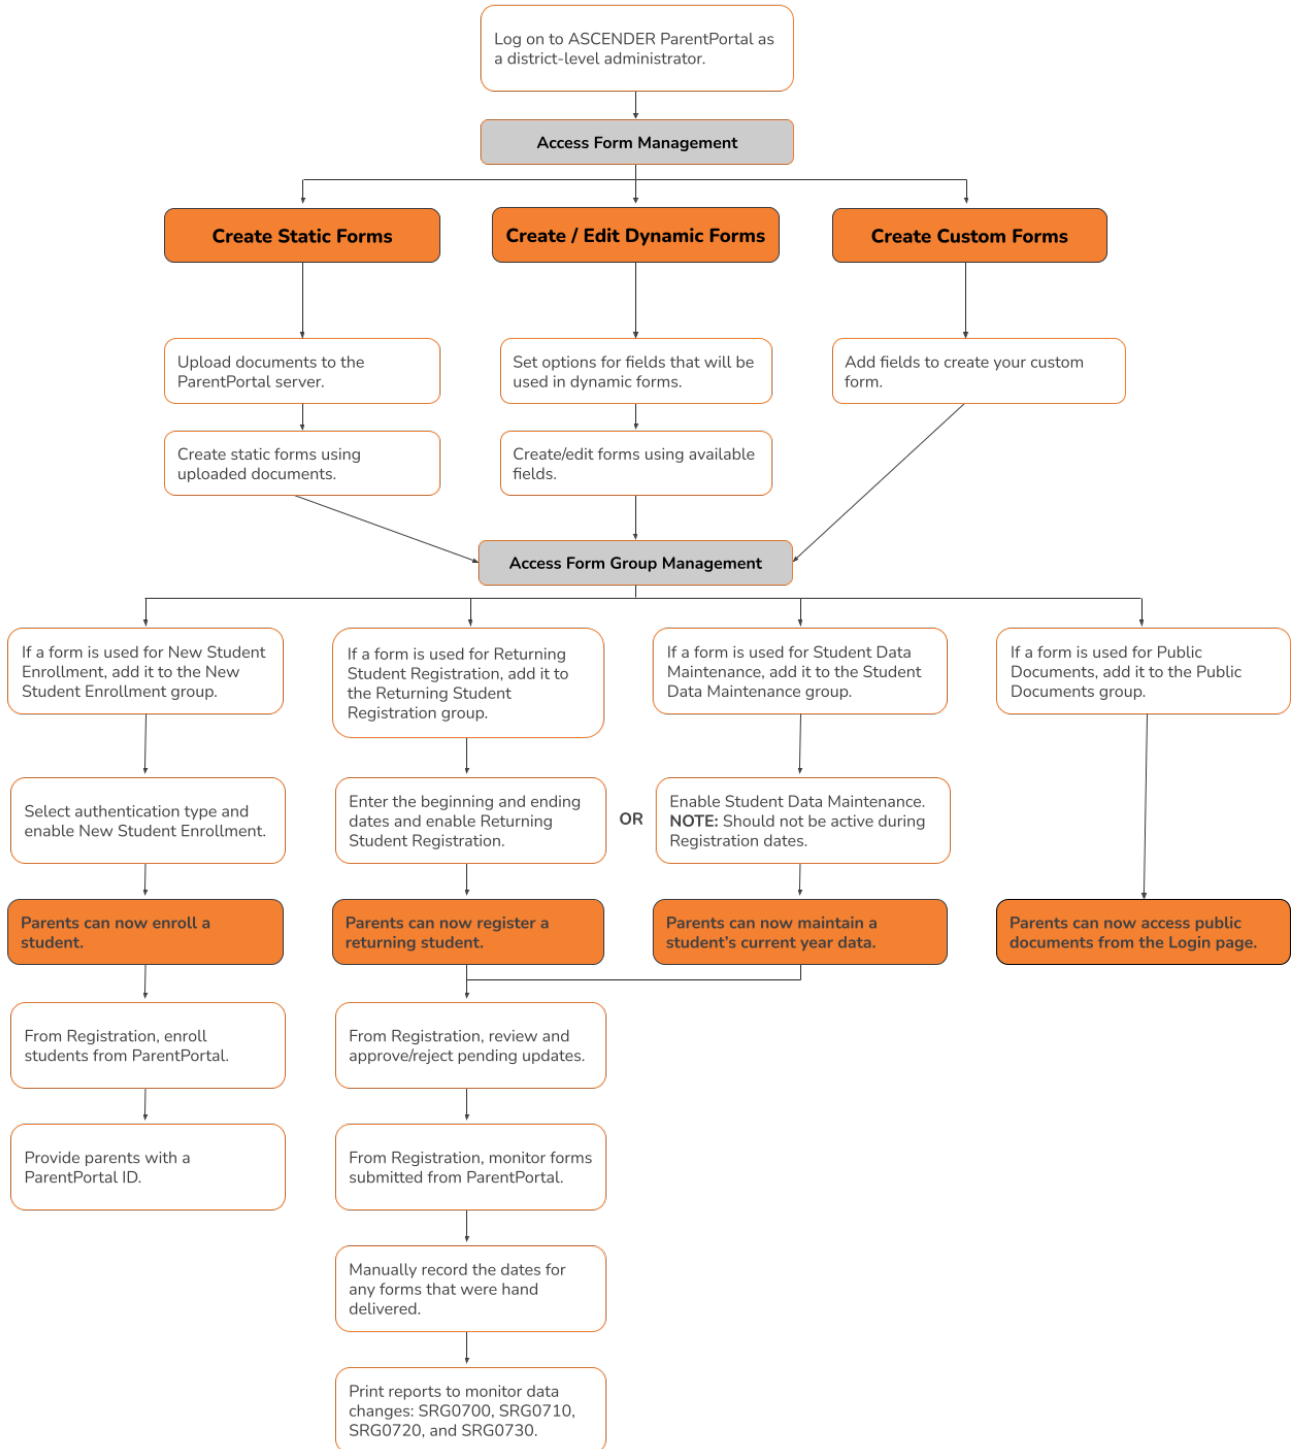 Log on to ASCENDER ParentPortal as
a district-level administrator.
Access Form Management
Create Static Forms
Create / Edit Dynamic Forms
Create Custom Forms
Upload documents to the
ParentPortal server.
Set options for fields that will be
used in dynamic forms.
Add fields to create your custom
form.
Create static forms using
uploaded documents.
Create/edit forms using available
fields.
Access Form Group Management
If a form is used for New Student
Enrollment, add it to the New
Student Enrollment group.
If a form is used for Returning
Student Registration, add it to
the Returning Student
Registration group.
If a form is used for Student Data
Maintenance, add it to the Student
Data Maintenance group.
If a form is used for Public
Documents, add it to the Public
Documents group.
Select authentication type and
enable New Student Enrollment.
Enter the beginning and ending
dates and enable Returning
Student Registration.
OR
Enable Student Data Maintenance.
NOTE: Should not be active during
Registration dates.
Parents can now enroll a
student.
Parents can now register a
returning student.
Parents can now maintain a
student's current year data.
Parents can now access public
documents from the Login page.
From Registration, enroll
students from ParentPortal.
From Registration, review and
approve/reject pending updates.
Provide parents with a
ParentPortal ID.
From Registration, monitor forms
submitted from ParentPortal.
Manually record the dates for
any forms that were hand
delivered.
Print reports to monitor data
changes: SRG0700, SRG0710,
SRG0720, and SRG0730.